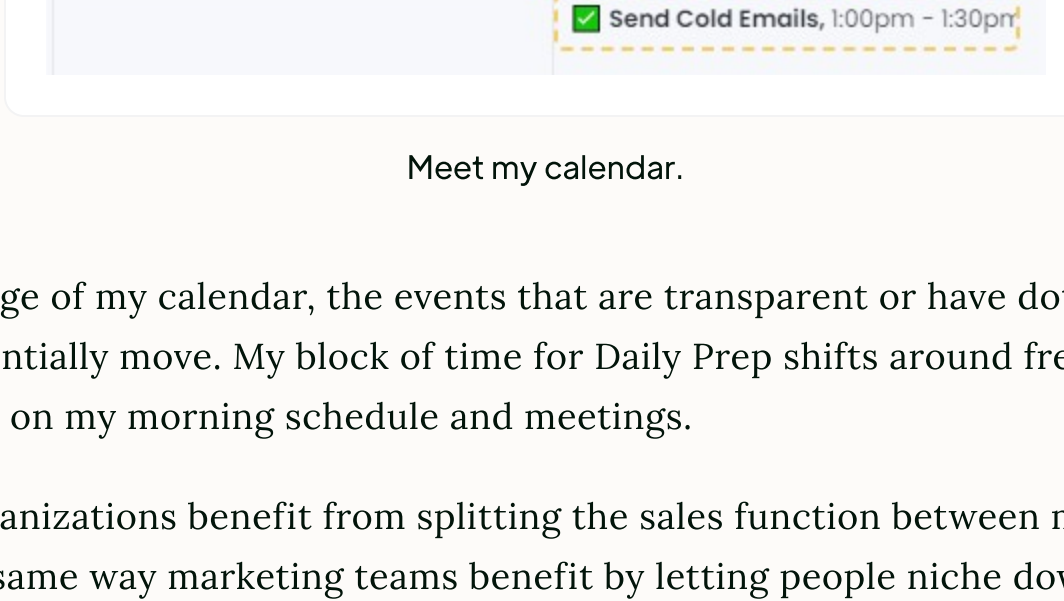 ✅ Send Cold Emails, 1:00pm - 1:30pm
Meet my calendar.
ge of my calendar, the events that are transparent or have do
ntially move. My block of time for Daily Prep shifts around fre
on my morning schedule and meetings.
anizations benefit from splitting the sales function between
same way marketing teams benefit by letting people niche dow